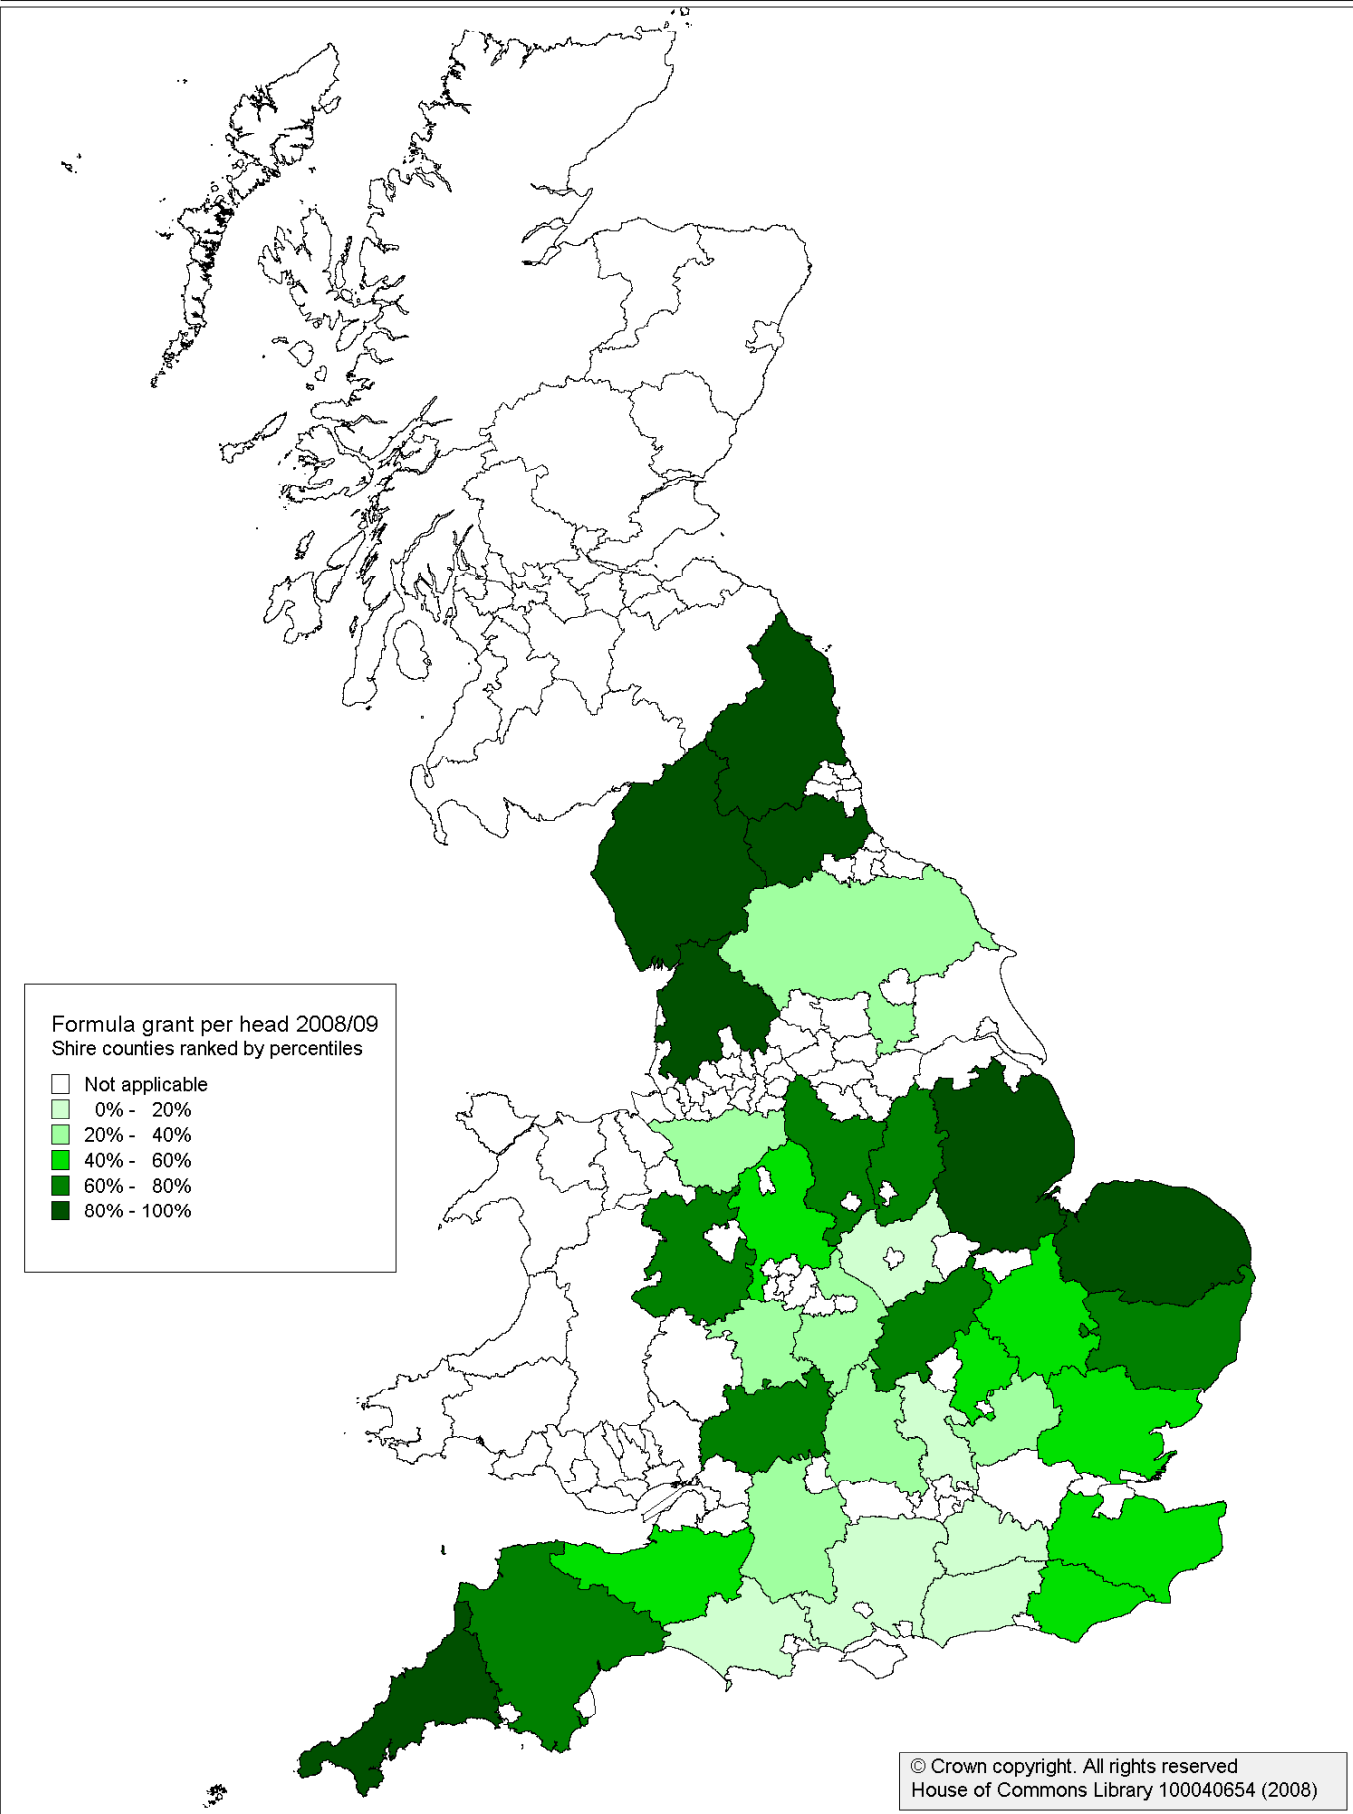 Formula grant per head 2008/09
Shire counties ranked by percentiles
Not applicable
0% - 20%
20% - 40%
40% - 60%
60% - 80%
80% - 100%
© Crown copyright. All rights reserved
House of Commons Library 100040654 (2008)